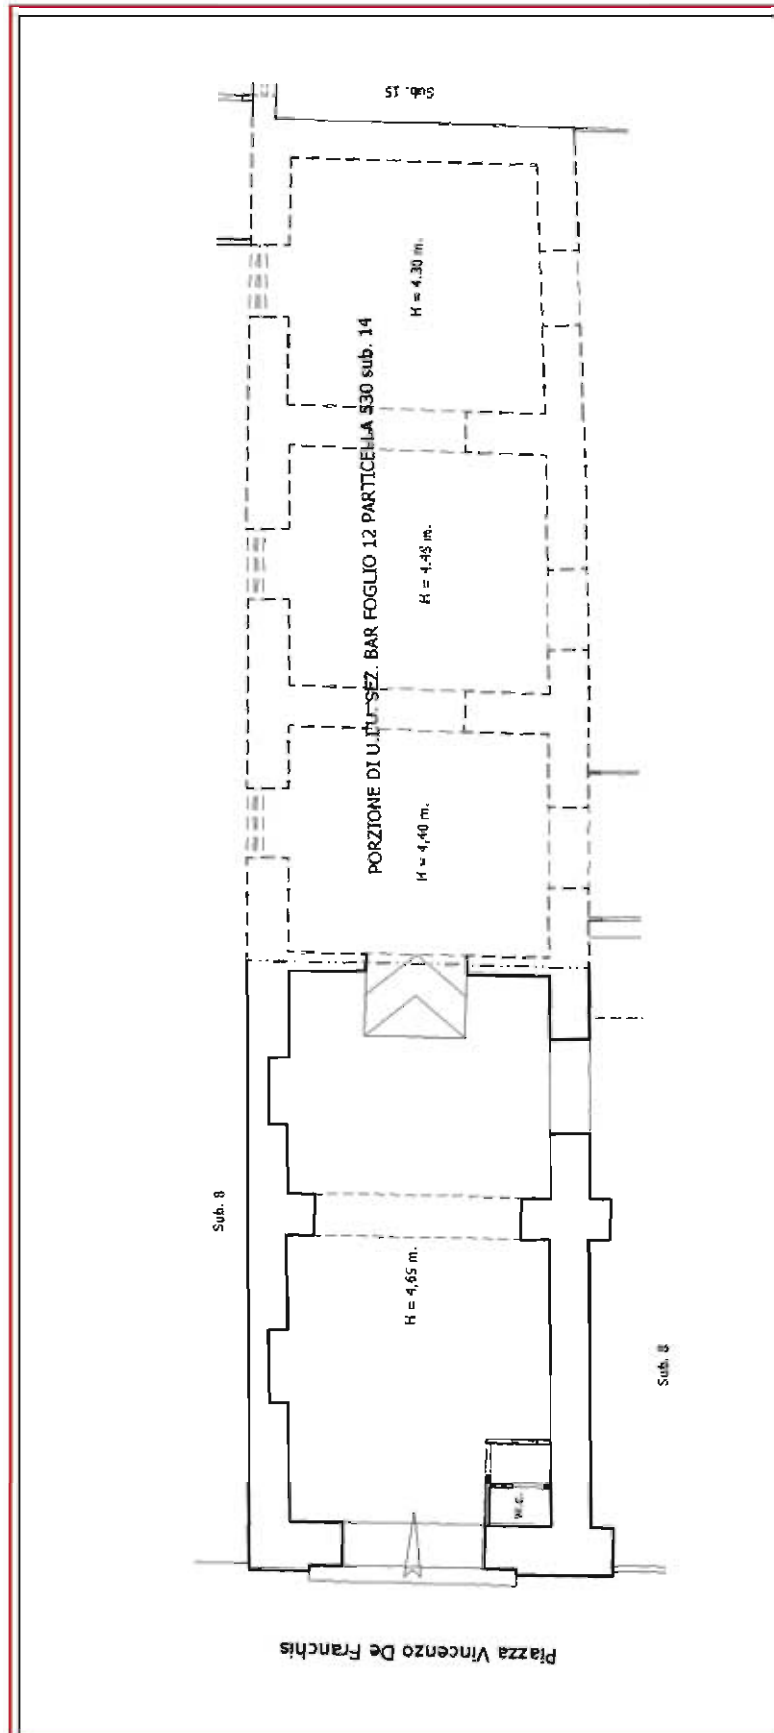 Sub. 15
H = 4.30 m.
PORZIONE DI U.I.U. SEZ. BAR FOGLIO 12 PARTICELLA 530 sub. 14
H = 4.45 m.
H = 4,40 m.
Sub. 8
H = 4,65 m.
Sub. 8
W.C.
Piazza Vincenzo De Franchis